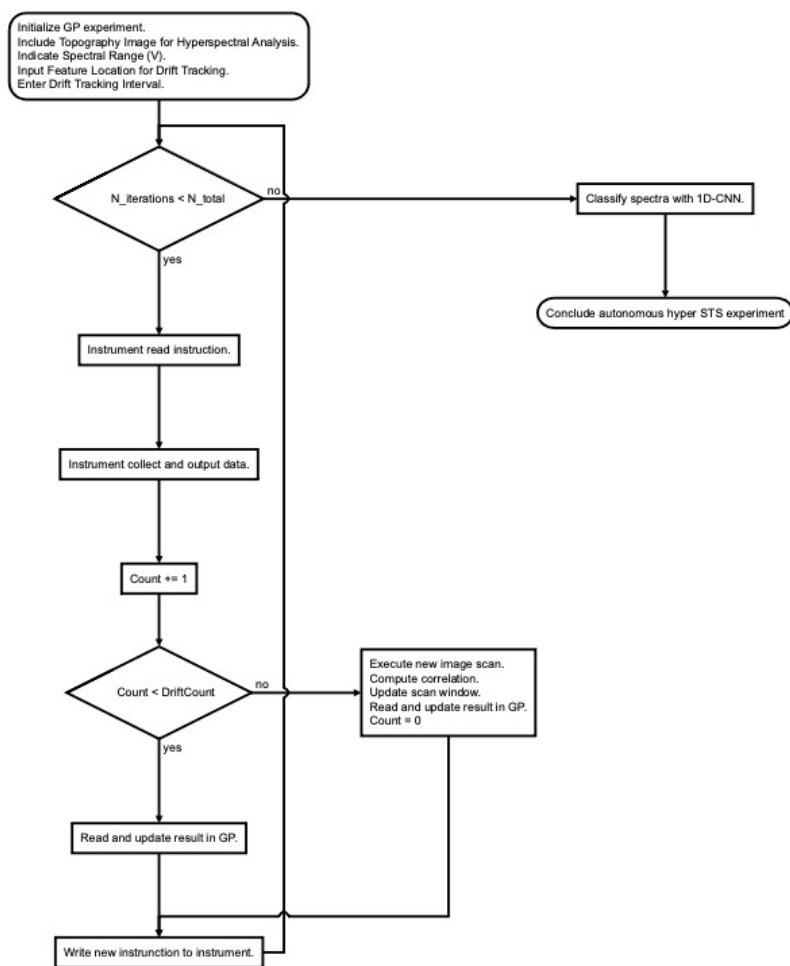 Initialize GP experiment.
Include Topography Image for Hyperspectral Analysis.
Indicate Spectral Range (V).
Input Feature Location for Drift Tracking.
Enter Drift Tracking Interval.
N_iterations < N_total
no
Classify spectra with 1D-CNN.
yes
Conclude autonomous hyper STS experiment
Instrument read instruction.
Instrument collect and output data.
Count += 1
Count < DriftCount
no
Execute new image scan.
Compute correlation.
Update scan window.
Read and update result in GP.
Count = 0
yes
Read and update result in GP.
Write new instrunction to instrument.